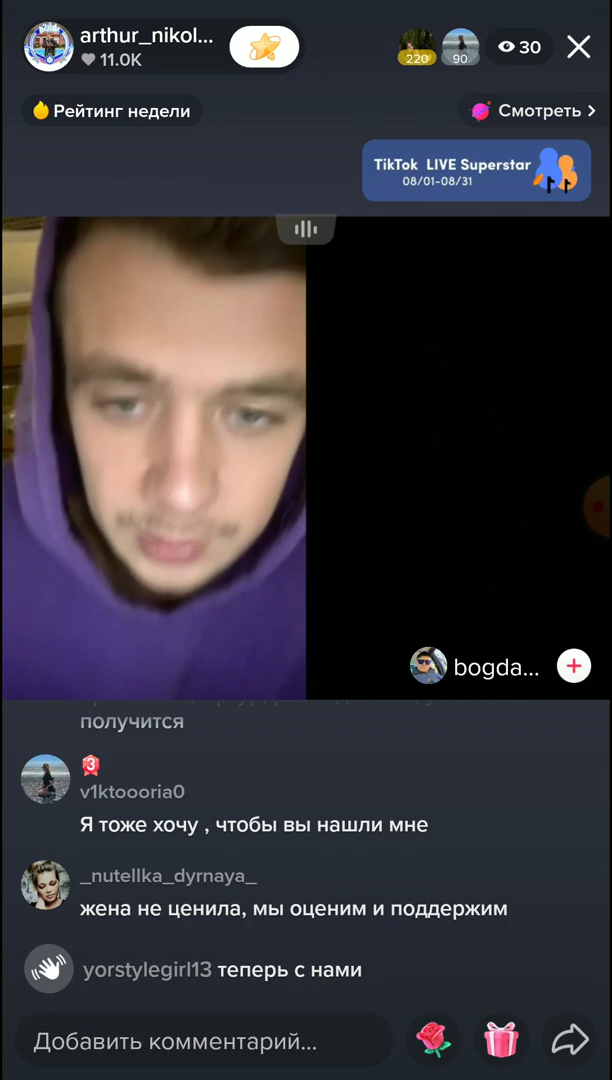 arthur_nikol...
11.0K
220
90
30
Рейтинг недели
Смотреть
TikTok LIVE Superstar
08/01-08/31
bogda...
получится
3
v1ktoooria0
Я тоже хочу , чтобы вы нашли мне
_nutellka_dyrnaya_
жена не ценила, мы оценим и поддержим
yorstylegirl13 теперь с нами
Добавить комментарий...